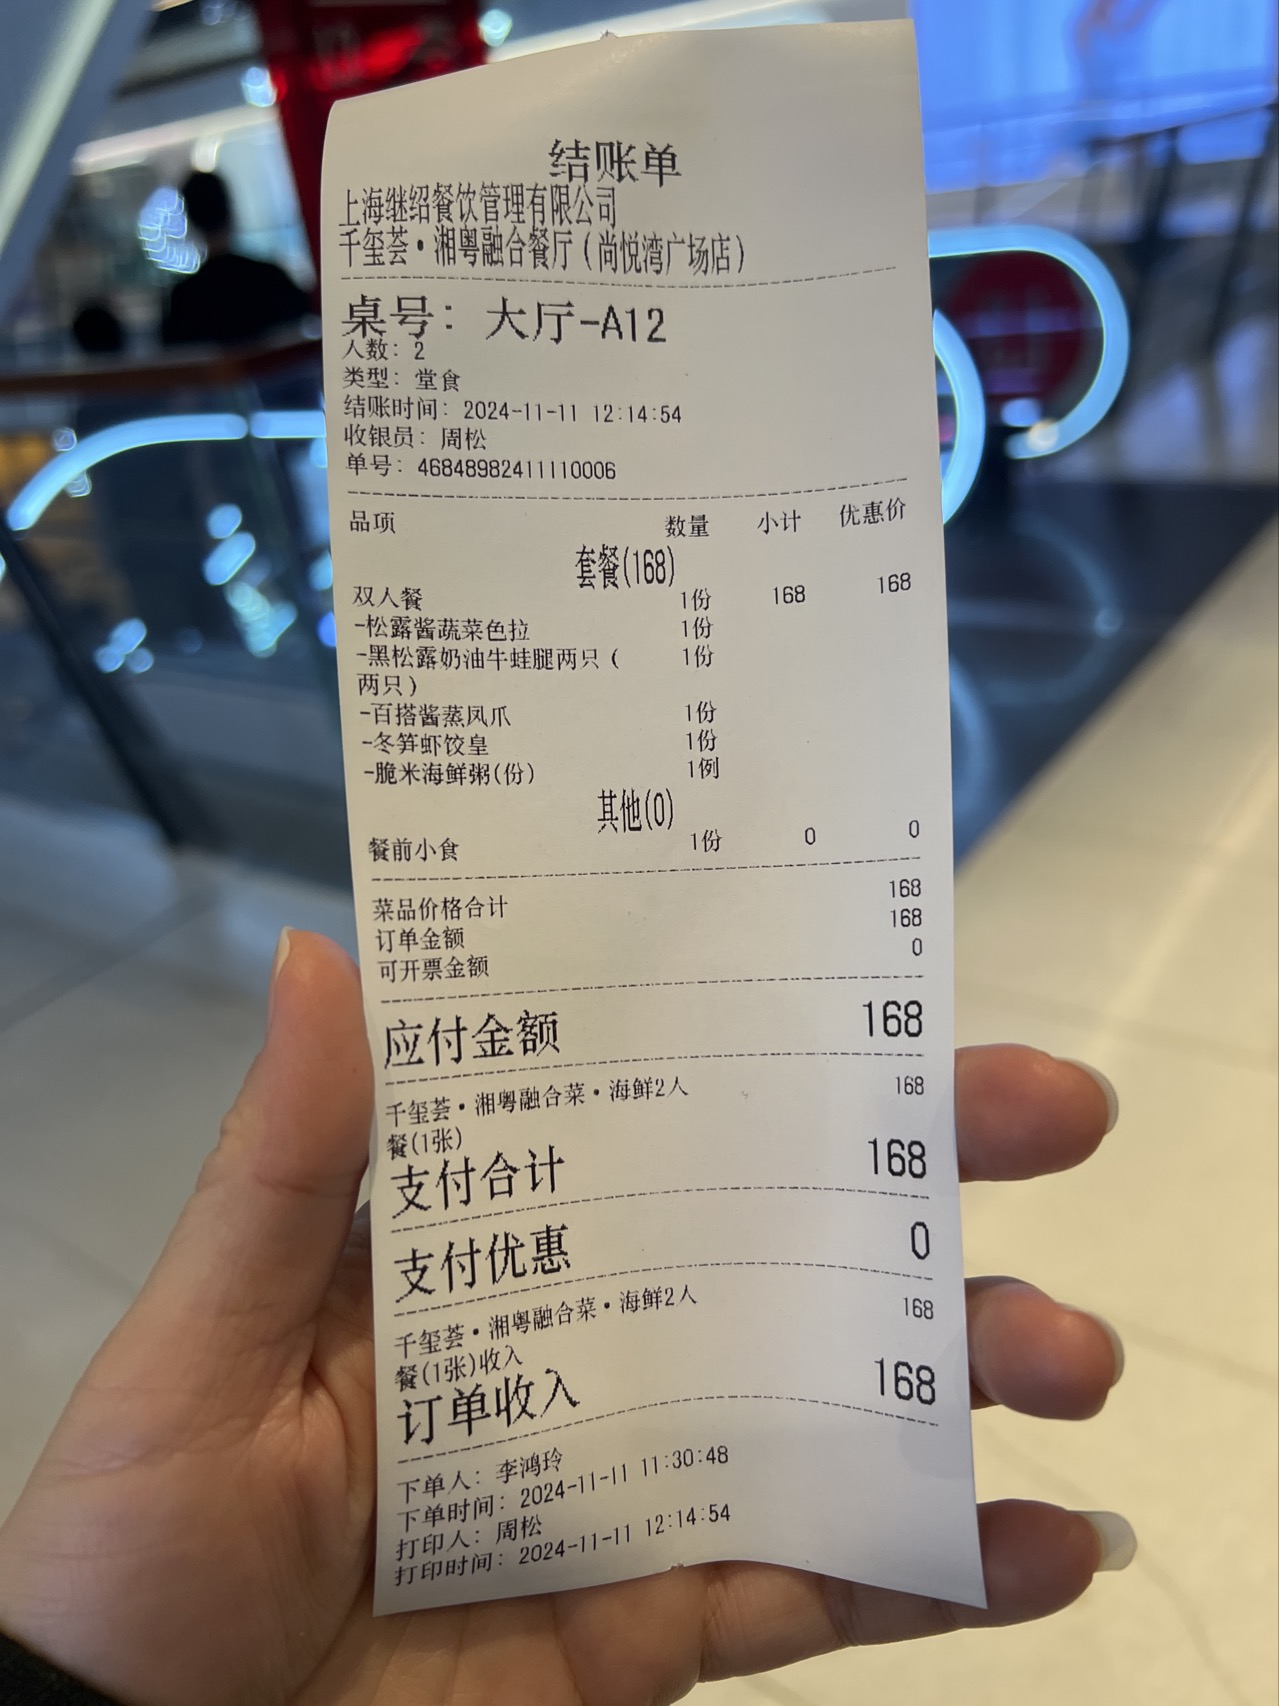 结账单
上海继绍餐饮管理有限公司
千玺荟·湘粤融合餐厅(尚悦湾广场店)
桌号: 大厅-A12
人数: 2
类型: 堂食
结账时间: 2024-11-11 12:14:54
收银员: 周松
单号: 46848982411110006
品项 数量 小计 优惠价
套餐(168)
双人餐 1份 168 168
-松露酱蔬菜色拉 1份
-黑松露奶油牛蛙腿两只( 1份
两只)
-百搭酱蒸凤爪 1份
-冬笋虾饺皇 1份
-脆米海鲜粥(份) 1例
其他(0)
餐前小食 1份 0 0
菜品价格合计 168
订单金额 168
可开票金额 0
应付金额 168
千玺荟·湘粤融合菜·海鲜2人 168
餐(1张)
支付合计 168
支付优惠 0
千玺荟·湘粤融合菜·海鲜2人 168
餐(1张)收入
订单收入 168
下单人: 李鸿玲
下单时间: 2024-11-11 11:30:48
打印人: 周松
打印时间: 2024-11-11 12:14:54